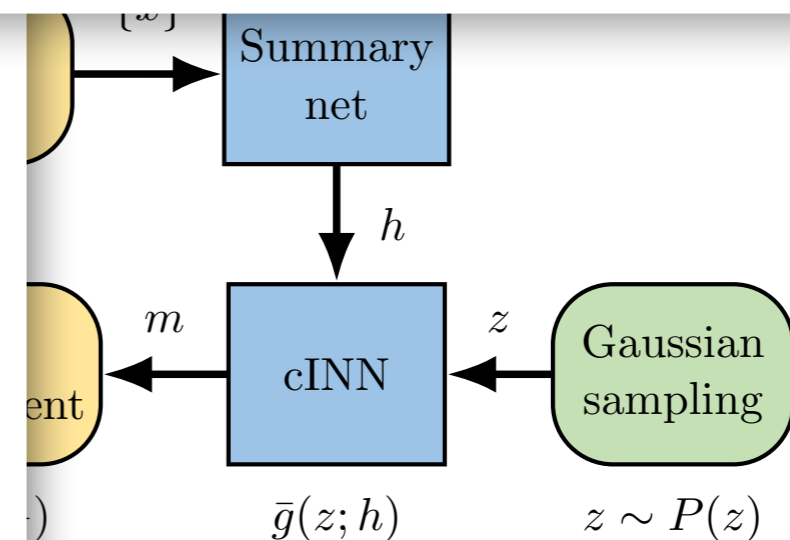 {x}
Summary
net
h
m
z
cINN
Gaussian
sampling
ent
)
g̅(z; h)
z ∼ P(z)